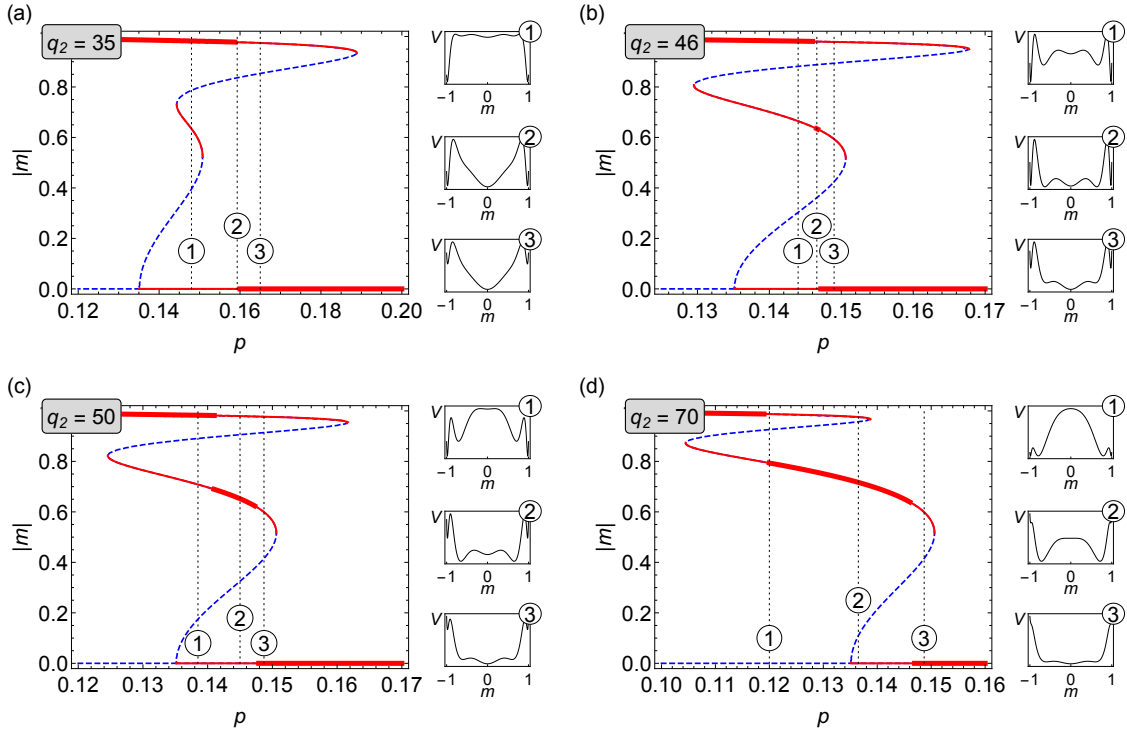 (a)
q₂ = 35
|m|
0.8
0.6
0.4
0.2
0.0
0.12 0.14 0.16 0.18 0.20
p
1
2
3
V
1
−1 0 1
m
V
2
−1 0 1
m
V
3
−1 0 1
m
(b)
q₂ = 46
|m|
0.8
0.6
0.4
0.2
0.0
0.13 0.14 0.15 0.16 0.17
p
1
2
3
V
1
−1 0 1
m
V
2
−1 0 1
m
V
3
−1 0 1
m
(c)
q₂ = 50
|m|
0.8
0.6
0.4
0.2
0.0
0.12 0.13 0.14 0.15 0.16 0.17
p
1
2
3
V
1
−1 0 1
m
V
2
−1 0 1
m
V
3
−1 0 1
m
(d)
q₂ = 70
|m|
0.8
0.6
0.4
0.2
0.0
0.10 0.11 0.12 0.13 0.14 0.15 0.16
p
1
2
3
V
1
−1 0 1
m
V
2
−1 0 1
m
V
3
−1 0 1
m